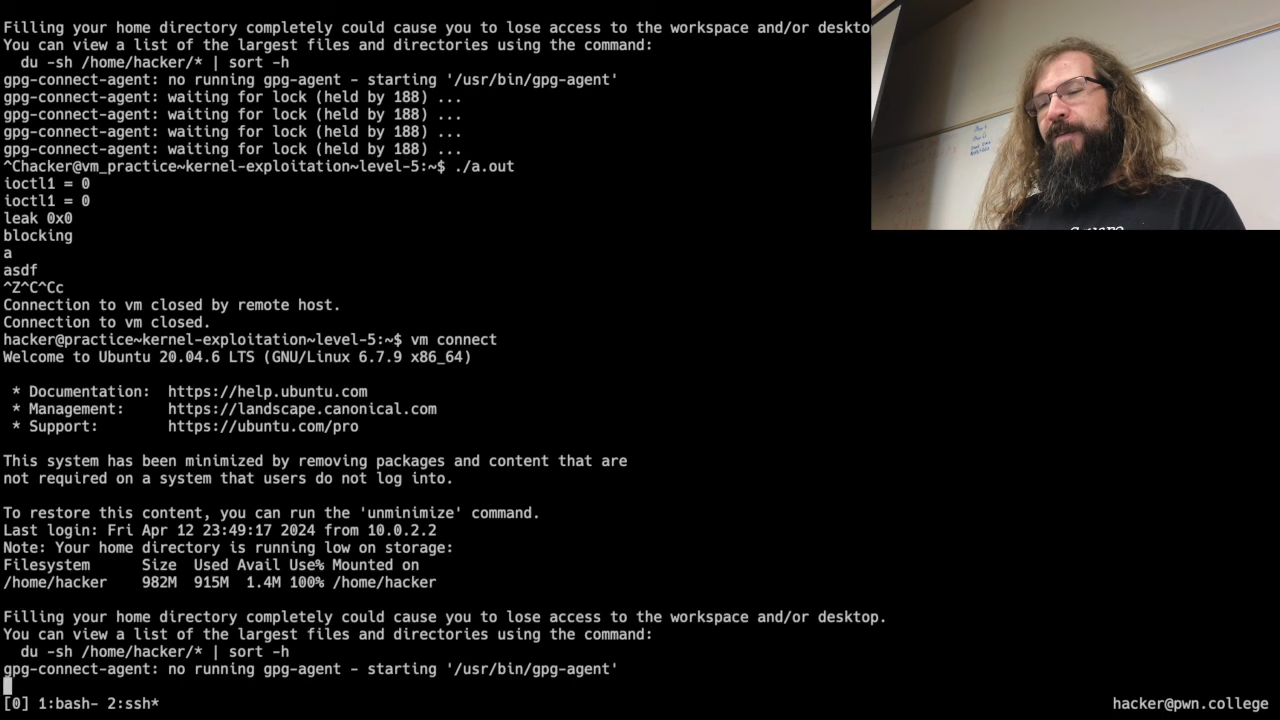 Filling your home directory completely could cause you to lose access to the workspace and/or deskto
You can view a list of the largest files and directories using the command:
  du -sh /home/hacker/* | sort -h
gpg-connect-agent: no running gpg-agent - starting '/usr/bin/gpg-agent'
gpg-connect-agent: waiting for lock (held by 188) ...
gpg-connect-agent: waiting for lock (held by 188) ...
gpg-connect-agent: waiting for lock (held by 188) ...
gpg-connect-agent: waiting for lock (held by 188) ...
^Chacker@vm_practice~kernel-exploitation~level-5:~$ ./a.out
ioctl1 = 0
ioctl1 = 0
leak 0x0
blocking
a
asdf
^Z^C^Cc
Connection to vm closed by remote host.
Connection to vm closed.
hacker@practice~kernel-exploitation~level-5:~$ vm connect
Welcome to Ubuntu 20.04.6 LTS (GNU/Linux 6.7.9 x86_64)
 * Documentation:  https://help.ubuntu.com
 * Management:     https://landscape.canonical.com
 * Support:        https://ubuntu.com/pro
This system has been minimized by removing packages and content that are
not required on a system that users do not log into.
To restore this content, you can run the 'unminimize' command.
Last login: Fri Apr 12 23:49:17 2024 from 10.0.2.2
Note: Your home directory is running low on storage:
Filesystem      Size  Used Avail Use% Mounted on
/home/hacker    982M  915M  1.4M 100% /home/hacker
Filling your home directory completely could cause you to lose access to the workspace and/or desktop.
You can view a list of the largest files and directories using the command:
  du -sh /home/hacker/* | sort -h
gpg-connect-agent: no running gpg-agent - starting '/usr/bin/gpg-agent'
[0] 1:bash- 2:ssh*
hacker@pwn.college